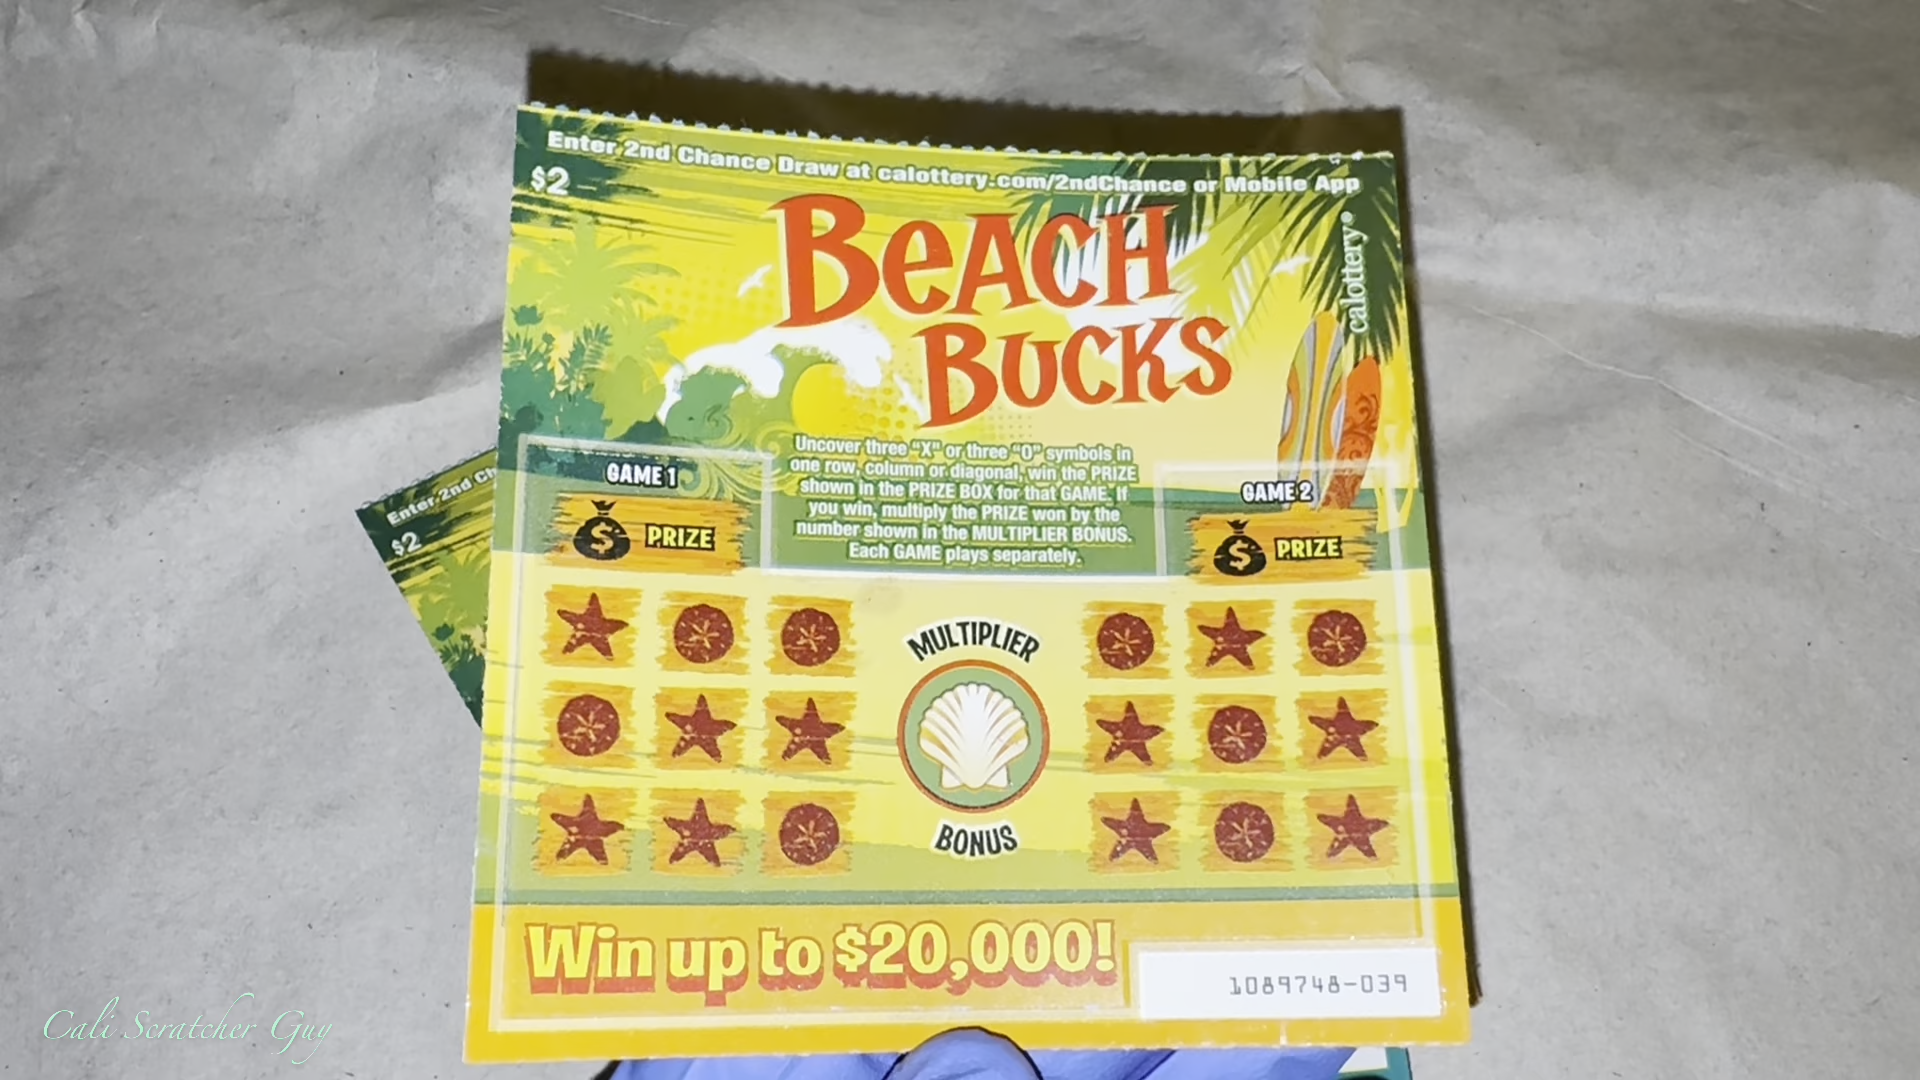 Enter 2nd Chance Draw at calottery.com/2ndChance or Mobile App
$2
calottery®
BEACH
BUCKS
Uncover three "X" or three "O" symbols in
one row, column or diagonal, win the PRIZE
shown in the PRIZE BOX for that GAME. If
you win, multiply the PRIZE won by the
number shown in the MULTIPLIER BONUS.
Each GAME plays separately.
GAME 1
$ PRIZE
GAME 2
$ PRIZE
MULTIPLIER
BONUS
Win up to $20,000!
1089748-039
Enter 2nd Ch
$2
Cali Scratcher Guy